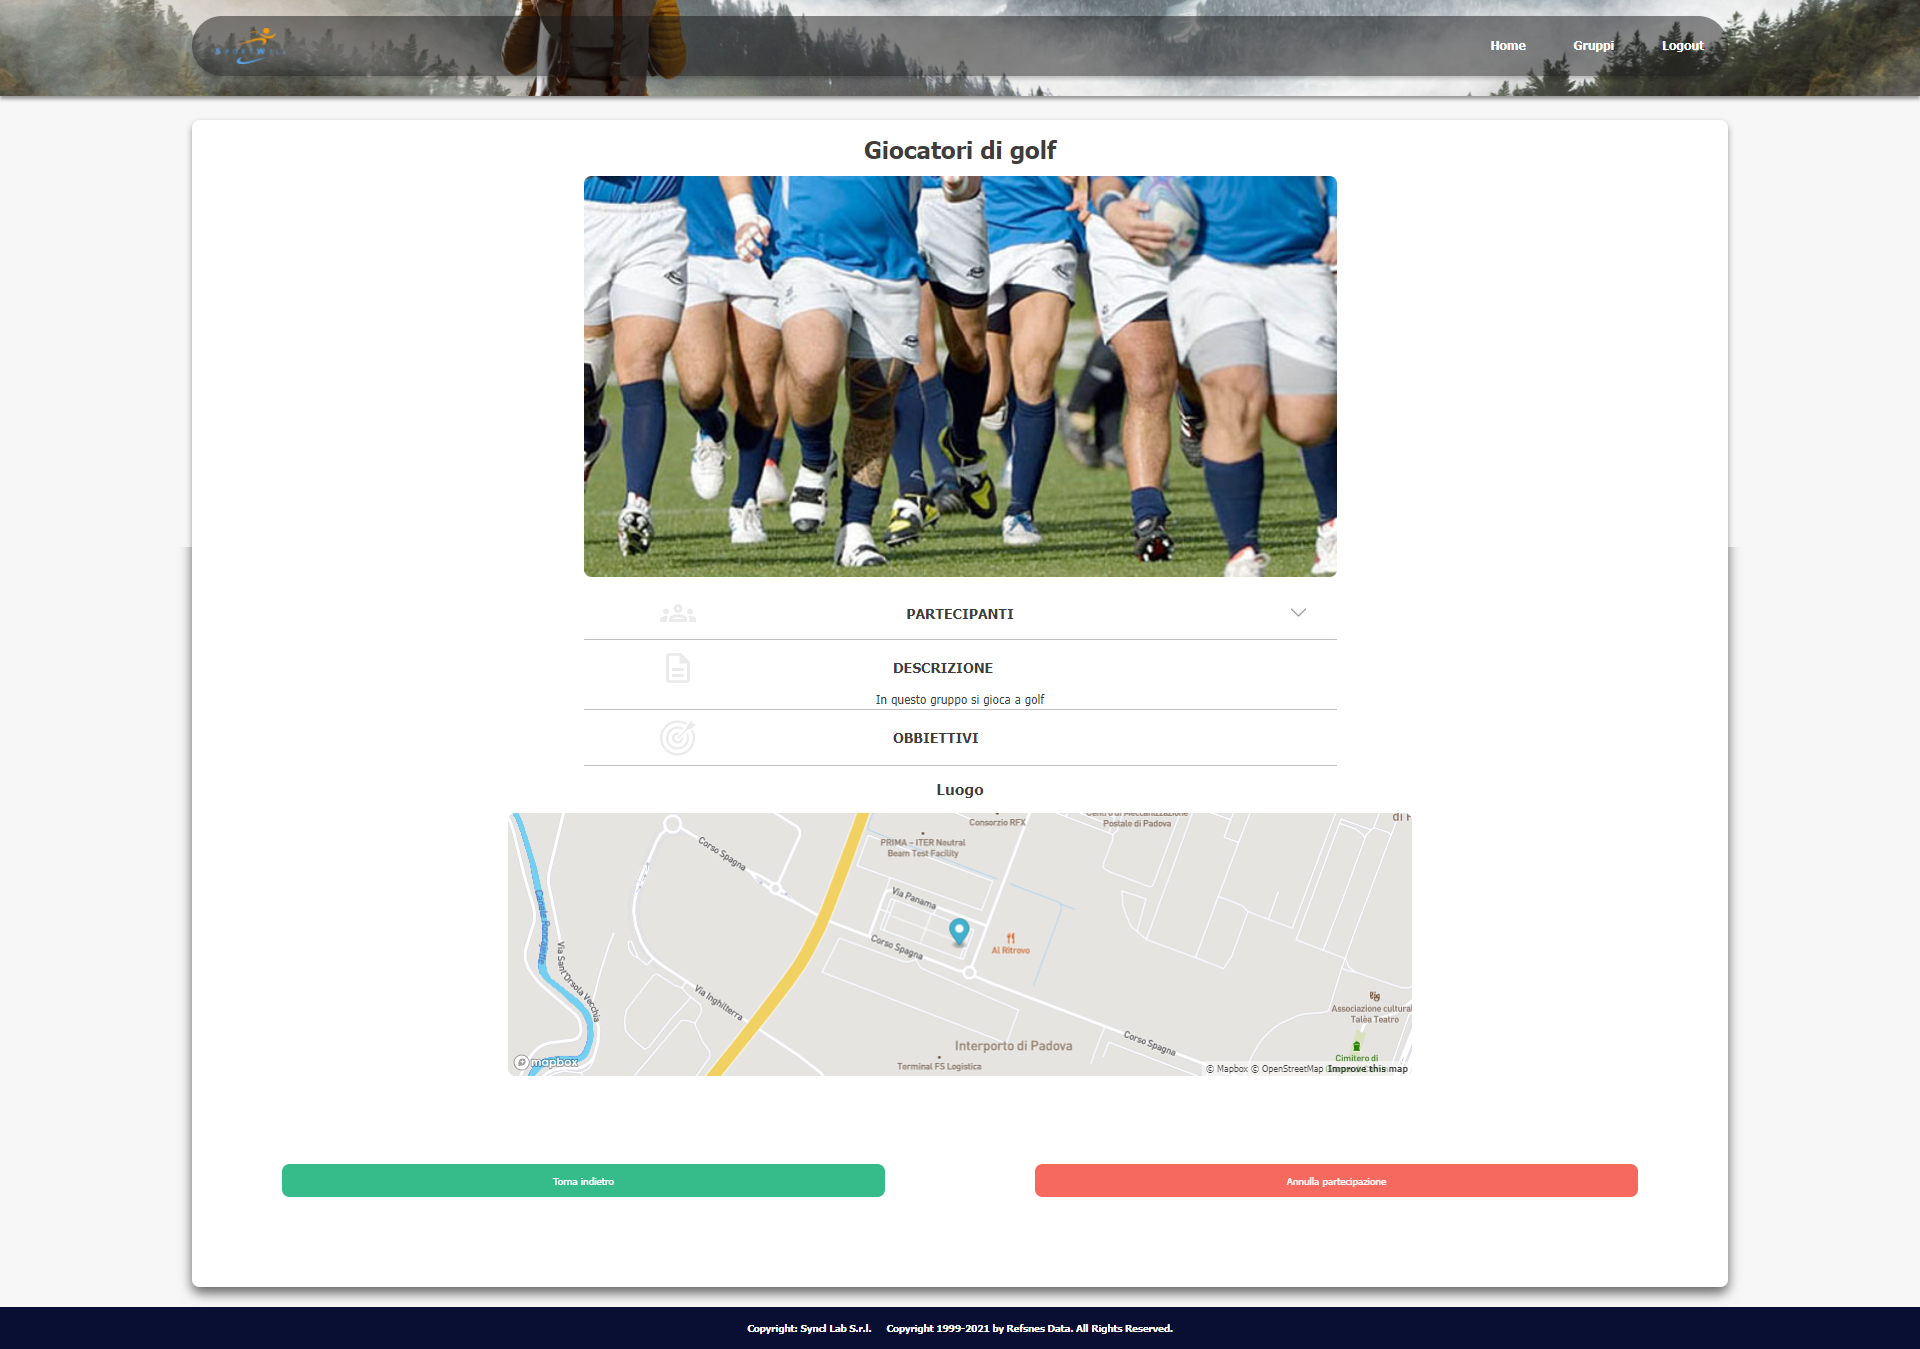 Home
Gruppi
Logout
Giocatori di golf
PARTECIPANTI
DESCRIZIONE
In questo gruppo si gioca a golf
OBBIETTIVI
Luogo
Consorzio RFX
Centro di Meccanizzazione
Postale di Padova
PRIMA – ITER Neutral
Beam Test Facility
Corso Spagna
Via Panama
Canale Roncajette
Via Sant'Orsola Vecchia
Corso Spagna
Al Ritrovo
Via Inghilterra
Associazione cultural
Talèa Teatro
Corso Spagna
Interporto di Padova
Cimitero di
Terminal FS Logistica
mapbox
© Mapbox © OpenStreetMap Improve this map
Torna indietro
Annulla partecipazione
Copyright: Syncl Lab S.r.l. Copyright 1999-2021 by Refsnes Data. All Rights Reserved.